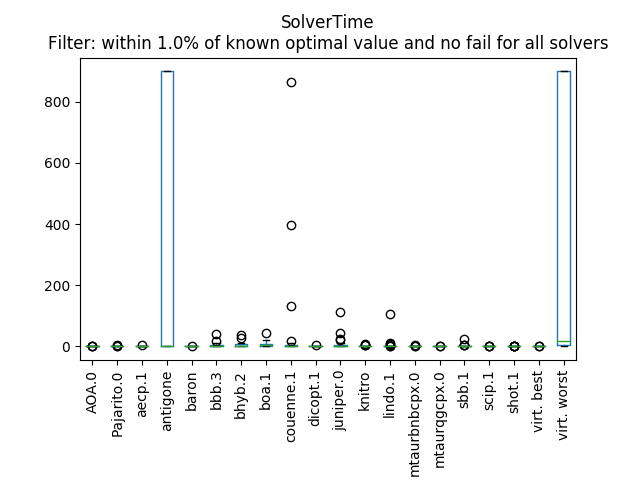 SolverTime
Filter: within 1.0% of known optimal value and no fail for all solvers
800
600
400
200
0
AOA.0
Pajarito.0
aecp.1
antigone
baron
bbb.3
bhyb.2
boa.1
couenne.1
dicopt.1
juniper.0
knitro
lindo.1
mtaurbnbcpx.0
mtaurqgcpx.0
sbb.1
scip.1
shot.1
virt. best
virt. worst